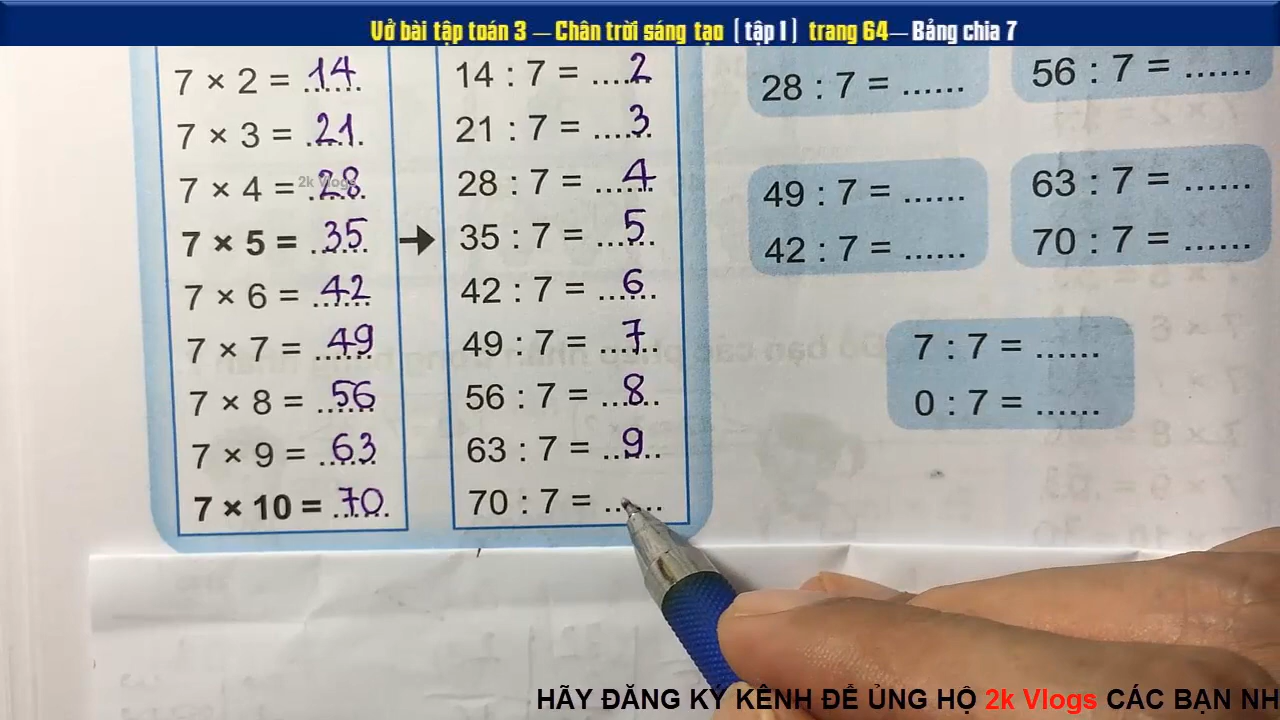 Vở bài tập toán 3 – Chân trời sáng tạo (tập 1) trang 64– Bảng chia 7
7 × 2 = 14
7 × 3 = 21
7 × 4 = 28
7 × 5 = 35
7 × 6 = 42
7 × 7 = 49
7 × 8 = 56
7 × 9 = 63
7 × 10 = 70
14 : 7 = 2
21 : 7 = 3
28 : 7 = 4
35 : 7 = 5
42 : 7 = 6
49 : 7 = 7
56 : 7 = 8
63 : 7 = 9
70 : 7 = ......
28 : 7 = ......
56 : 7 = ......
49 : 7 = ......
42 : 7 = ......
63 : 7 = ......
70 : 7 = ......
7 : 7 = ......
0 : 7 = ......
2k Vlogs
HÃY ĐĂNG KÝ KÊNH ĐỂ ỦNG HỘ 2k Vlogs CÁC BẠN NH